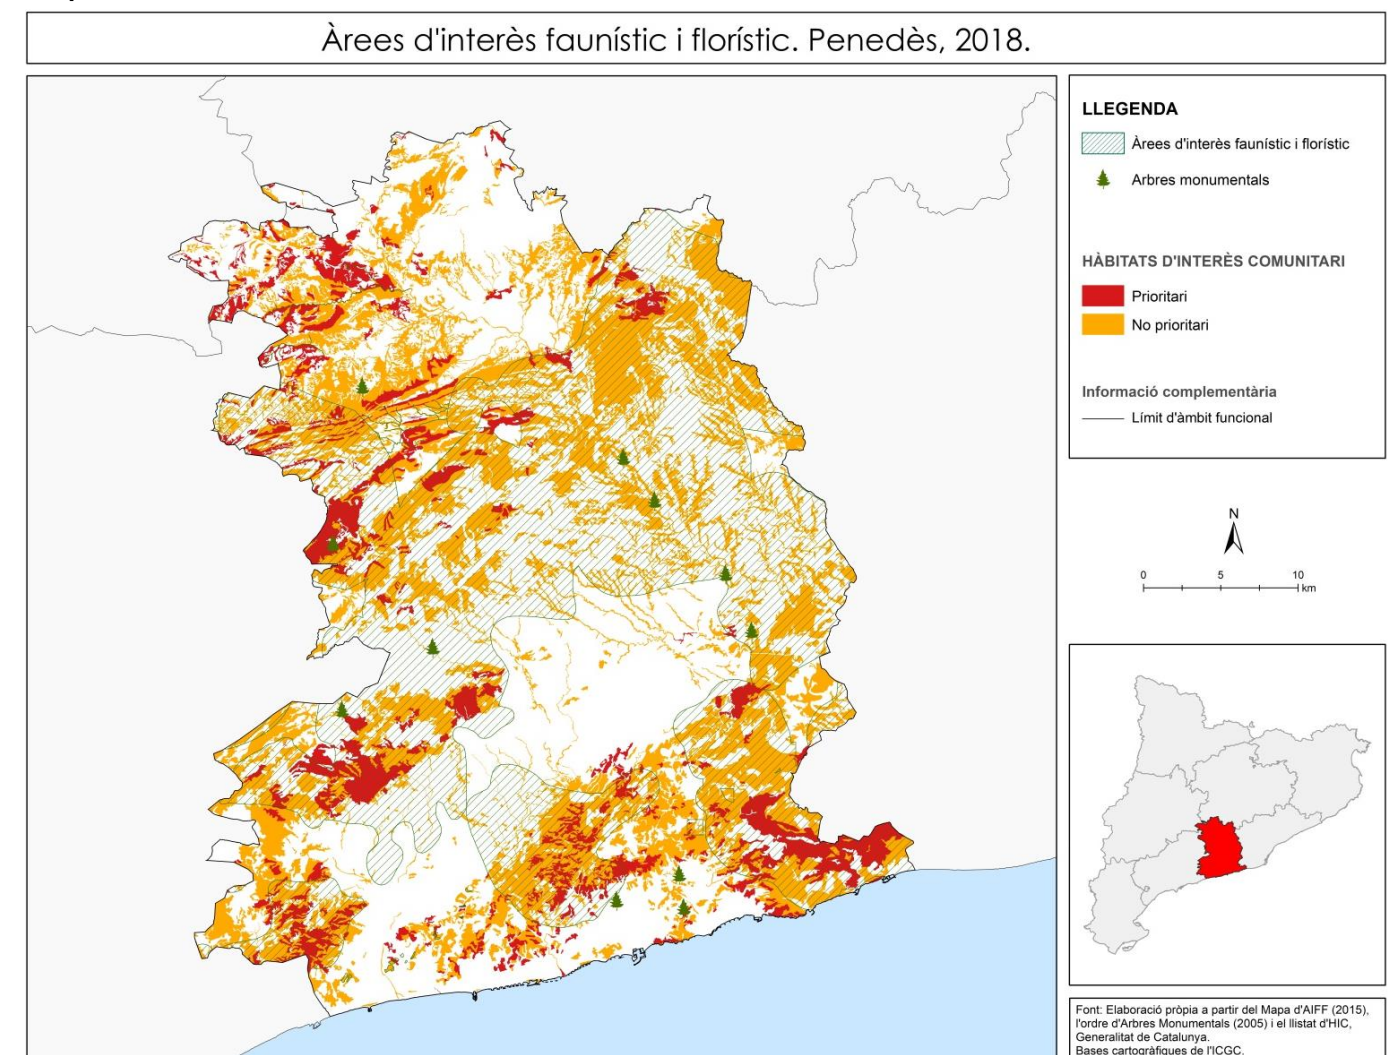 Àrees d'interès faunístic i florístic. Penedès, 2018.
LLEGENDA
Àrees d'interès faunístic i florístic
Arbres monumentals
HÀBITATS D'INTERÈS COMUNITARI
Prioritari
No prioritari
Informació complementària
Límit d'àmbit funcional
N
0 5 10
km
Font: Elaboració pròpia a partir del Mapa d'AIFF (2015),
l'ordre d'Arbres Monumentals (2005) i el llistat d'HIC,
Generalitat de Catalunya.
Bases cartogràfiques de l'ICGC.